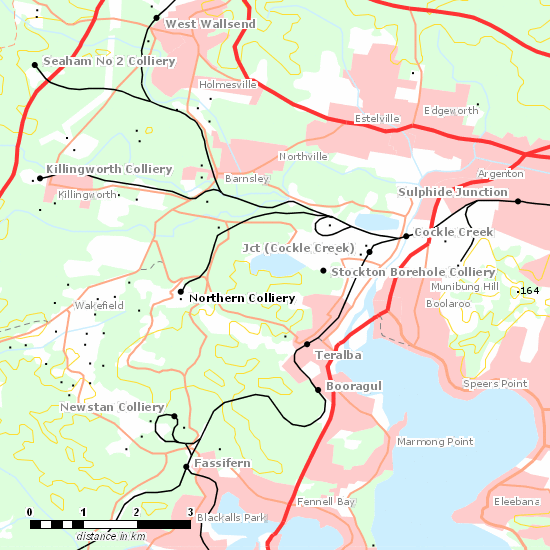 West Wallsend
Seaham No 2 Colliery
Holmesville
Edgeworth
Estelville
Northville
Killingworth Colliery
Argenton
Barnsley
Killingworth
Sulphide Junction
Cockle Creek
Jct (Cockle Creek)
Stockton Borehole Colliery
Munibung Hill
164
Northern Colliery
Boolaroo
Wakefield
Teralba
Speers Point
Booragul
Newstan Colliery
Marmong Point
Fassifern
Fennell Bay
Eleebana
0 1 2 3
Blackalls Park
distance in km